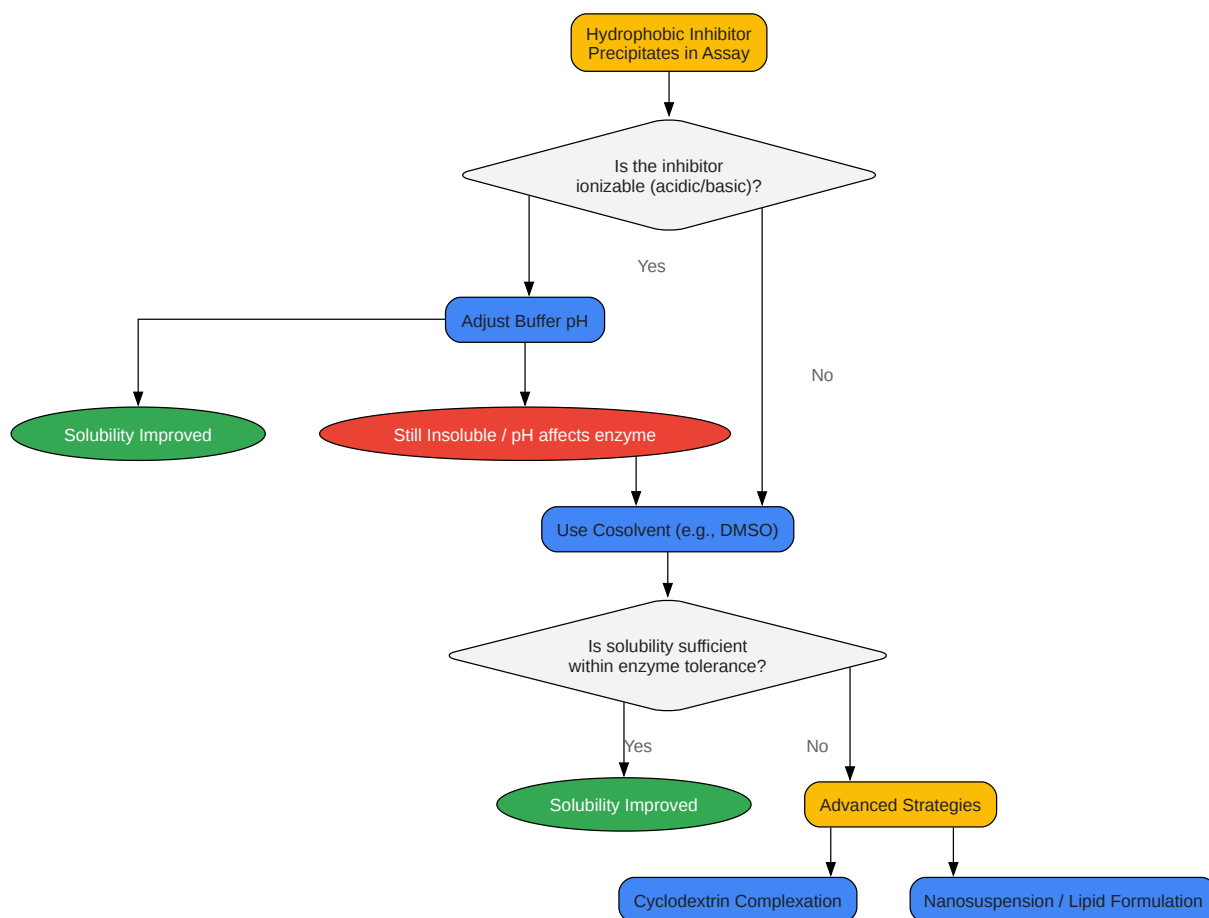 Hydrophobic Inhibitor
Precipitates in Assay
Is the inhibitor
ionizable (acidic/basic)?
Yes
Adjust Buffer pH
No
Solubility Improved
Still Insoluble / pH affects enzyme
Use Cosolvent (e.g., DMSO)
Is solubility sufficient
within enzyme tolerance?
Yes
No
Solubility Improved
Advanced Strategies
Cyclodextrin Complexation
Nanosuspension / Lipid Formulation